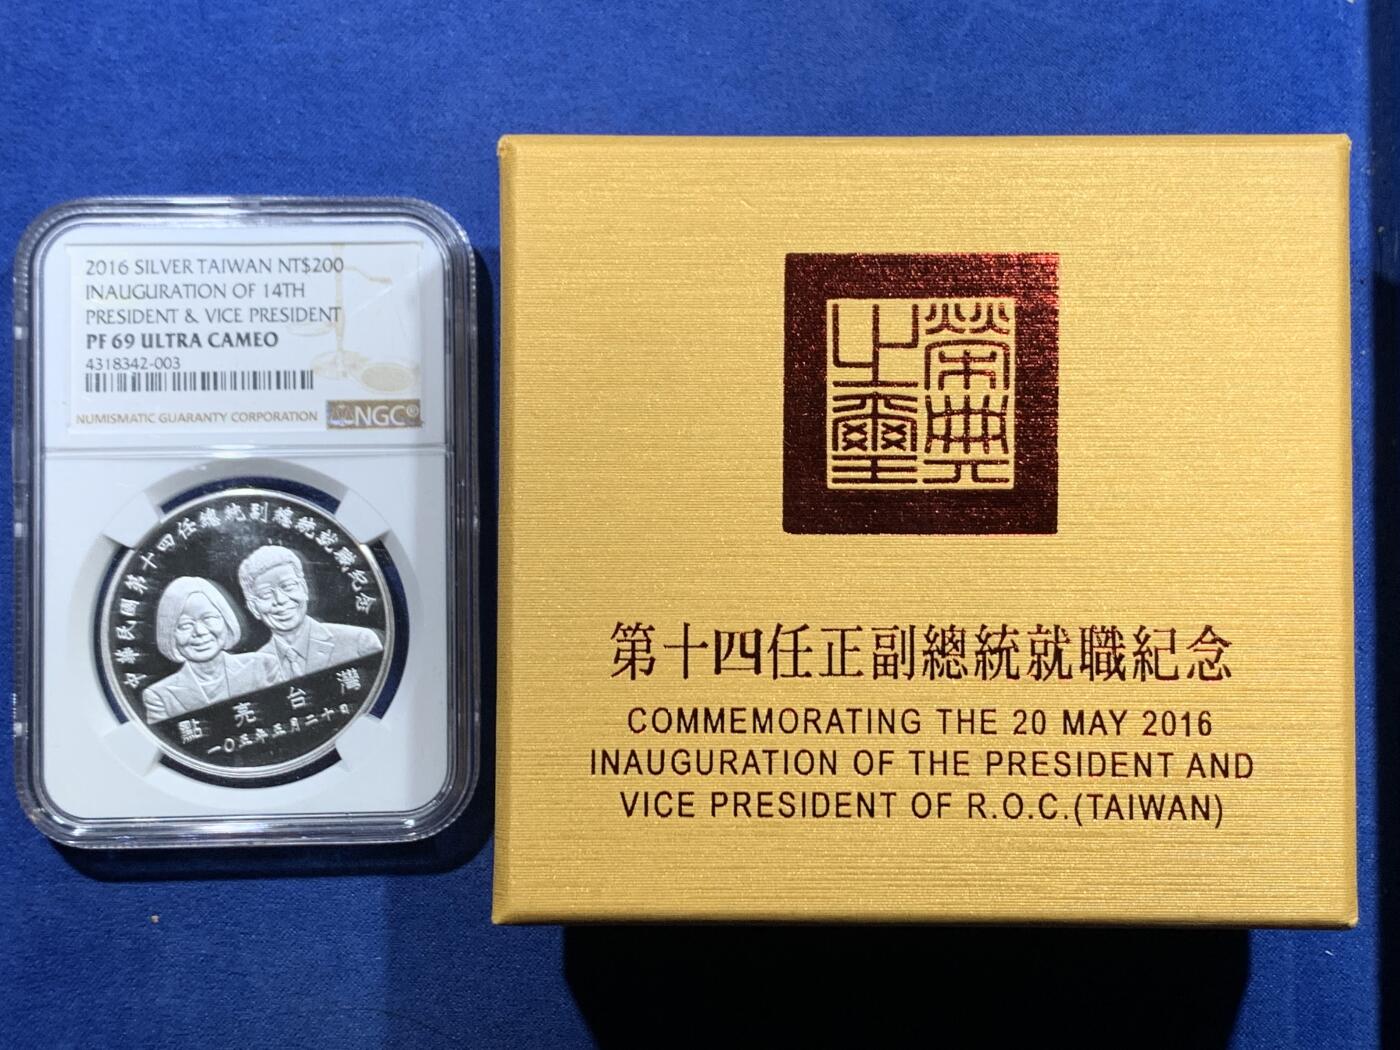 2016 SILVER TAIWAN NT$200
INAUGURATION OF 14TH
PRESIDENT & VICE PRESIDENT
PF 69 ULTRA CAMEO
4318342-003
NUMISMATIC GUARANTY CORPORATION
NGC®
中華民國第十四任總統副總統就職紀念
點亮台灣
一〇五年五月二十日
榮典
之璽
第十四任正副總統就職紀念
COMMEMORATING THE 20 MAY 2016
INAUGURATION OF THE PRESIDENT AND
VICE PRESIDENT OF R.O.C.(TAIWAN)